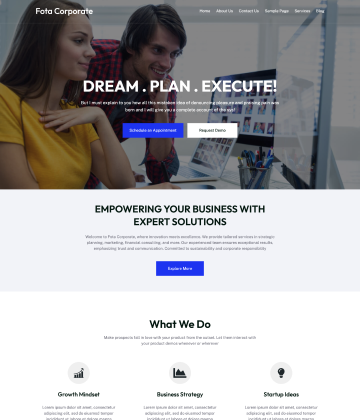 Fota Corporate
Home About Us Contact Us Sample Page Services Blog
DREAM . PLAN . EXECUTE!
But I must explain to you how all this mistaken idea of denouncing pleasure and praising pain was
born and I will give you a complete account of the system
Schedule an Appointment Request Demo
EMPOWERING YOUR BUSINESS WITH
EXPERT SOLUTIONS
Welcome to Fota Corporate, where innovation meets excellence. We provide tailored services in strategic
planning, marketing, financial consulting, and more. Our experienced team ensures exceptional results,
emphasizing trust and communication. Committed to sustainability and corporate responsibility
Explore More
What We Do
Make prospects fall in love with your product from the outset. Let them interact with
your product demos whenever or wherever
Growth Mindset Business Strategy Startup Ideas
Lorem ipsum dolor sit amet, consectetur Lorem ipsum dolor sit amet, consectetur Lorem ipsum dolor sit amet, consectetur
adipiscing elit, sed do eiusmod tempor adipiscing elit, sed do eiusmod tempor adipiscing elit, sed do eiusmod tempor